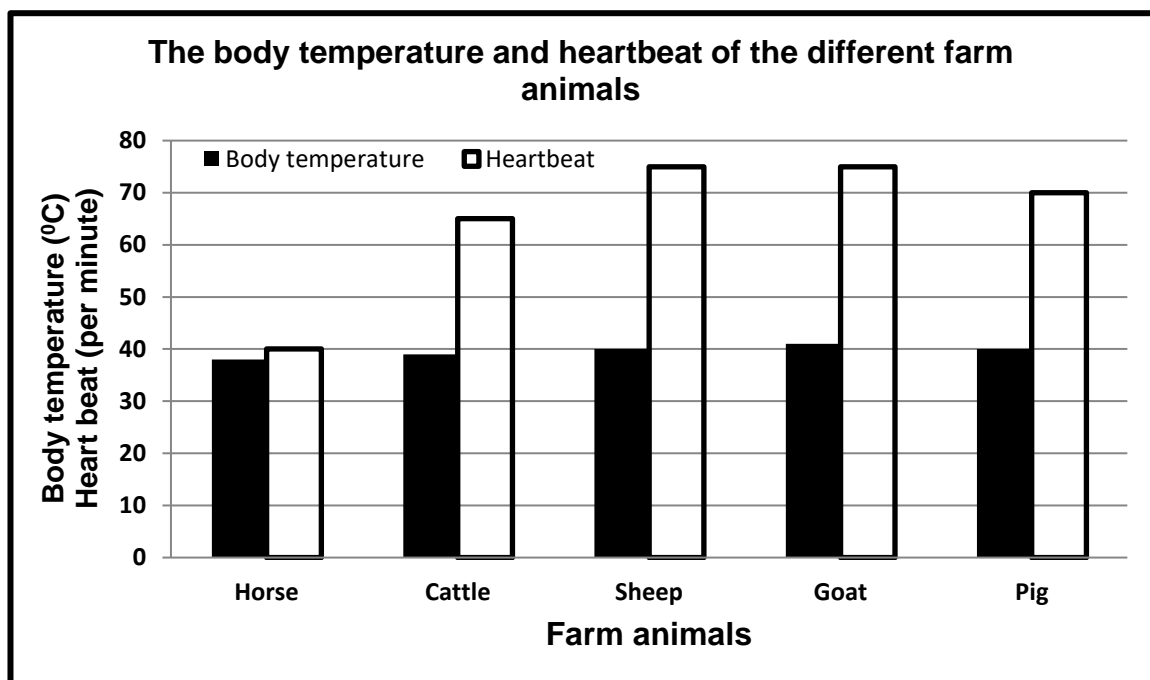 The body temperature and heartbeat of the different farm
animals
Body temperature
Heartbeat
Body temperature (⁰C)
Heart beat (per minute)
80
70
60
50
40
30
20
10
0
Horse
Cattle
Sheep
Goat
Pig
Farm animals